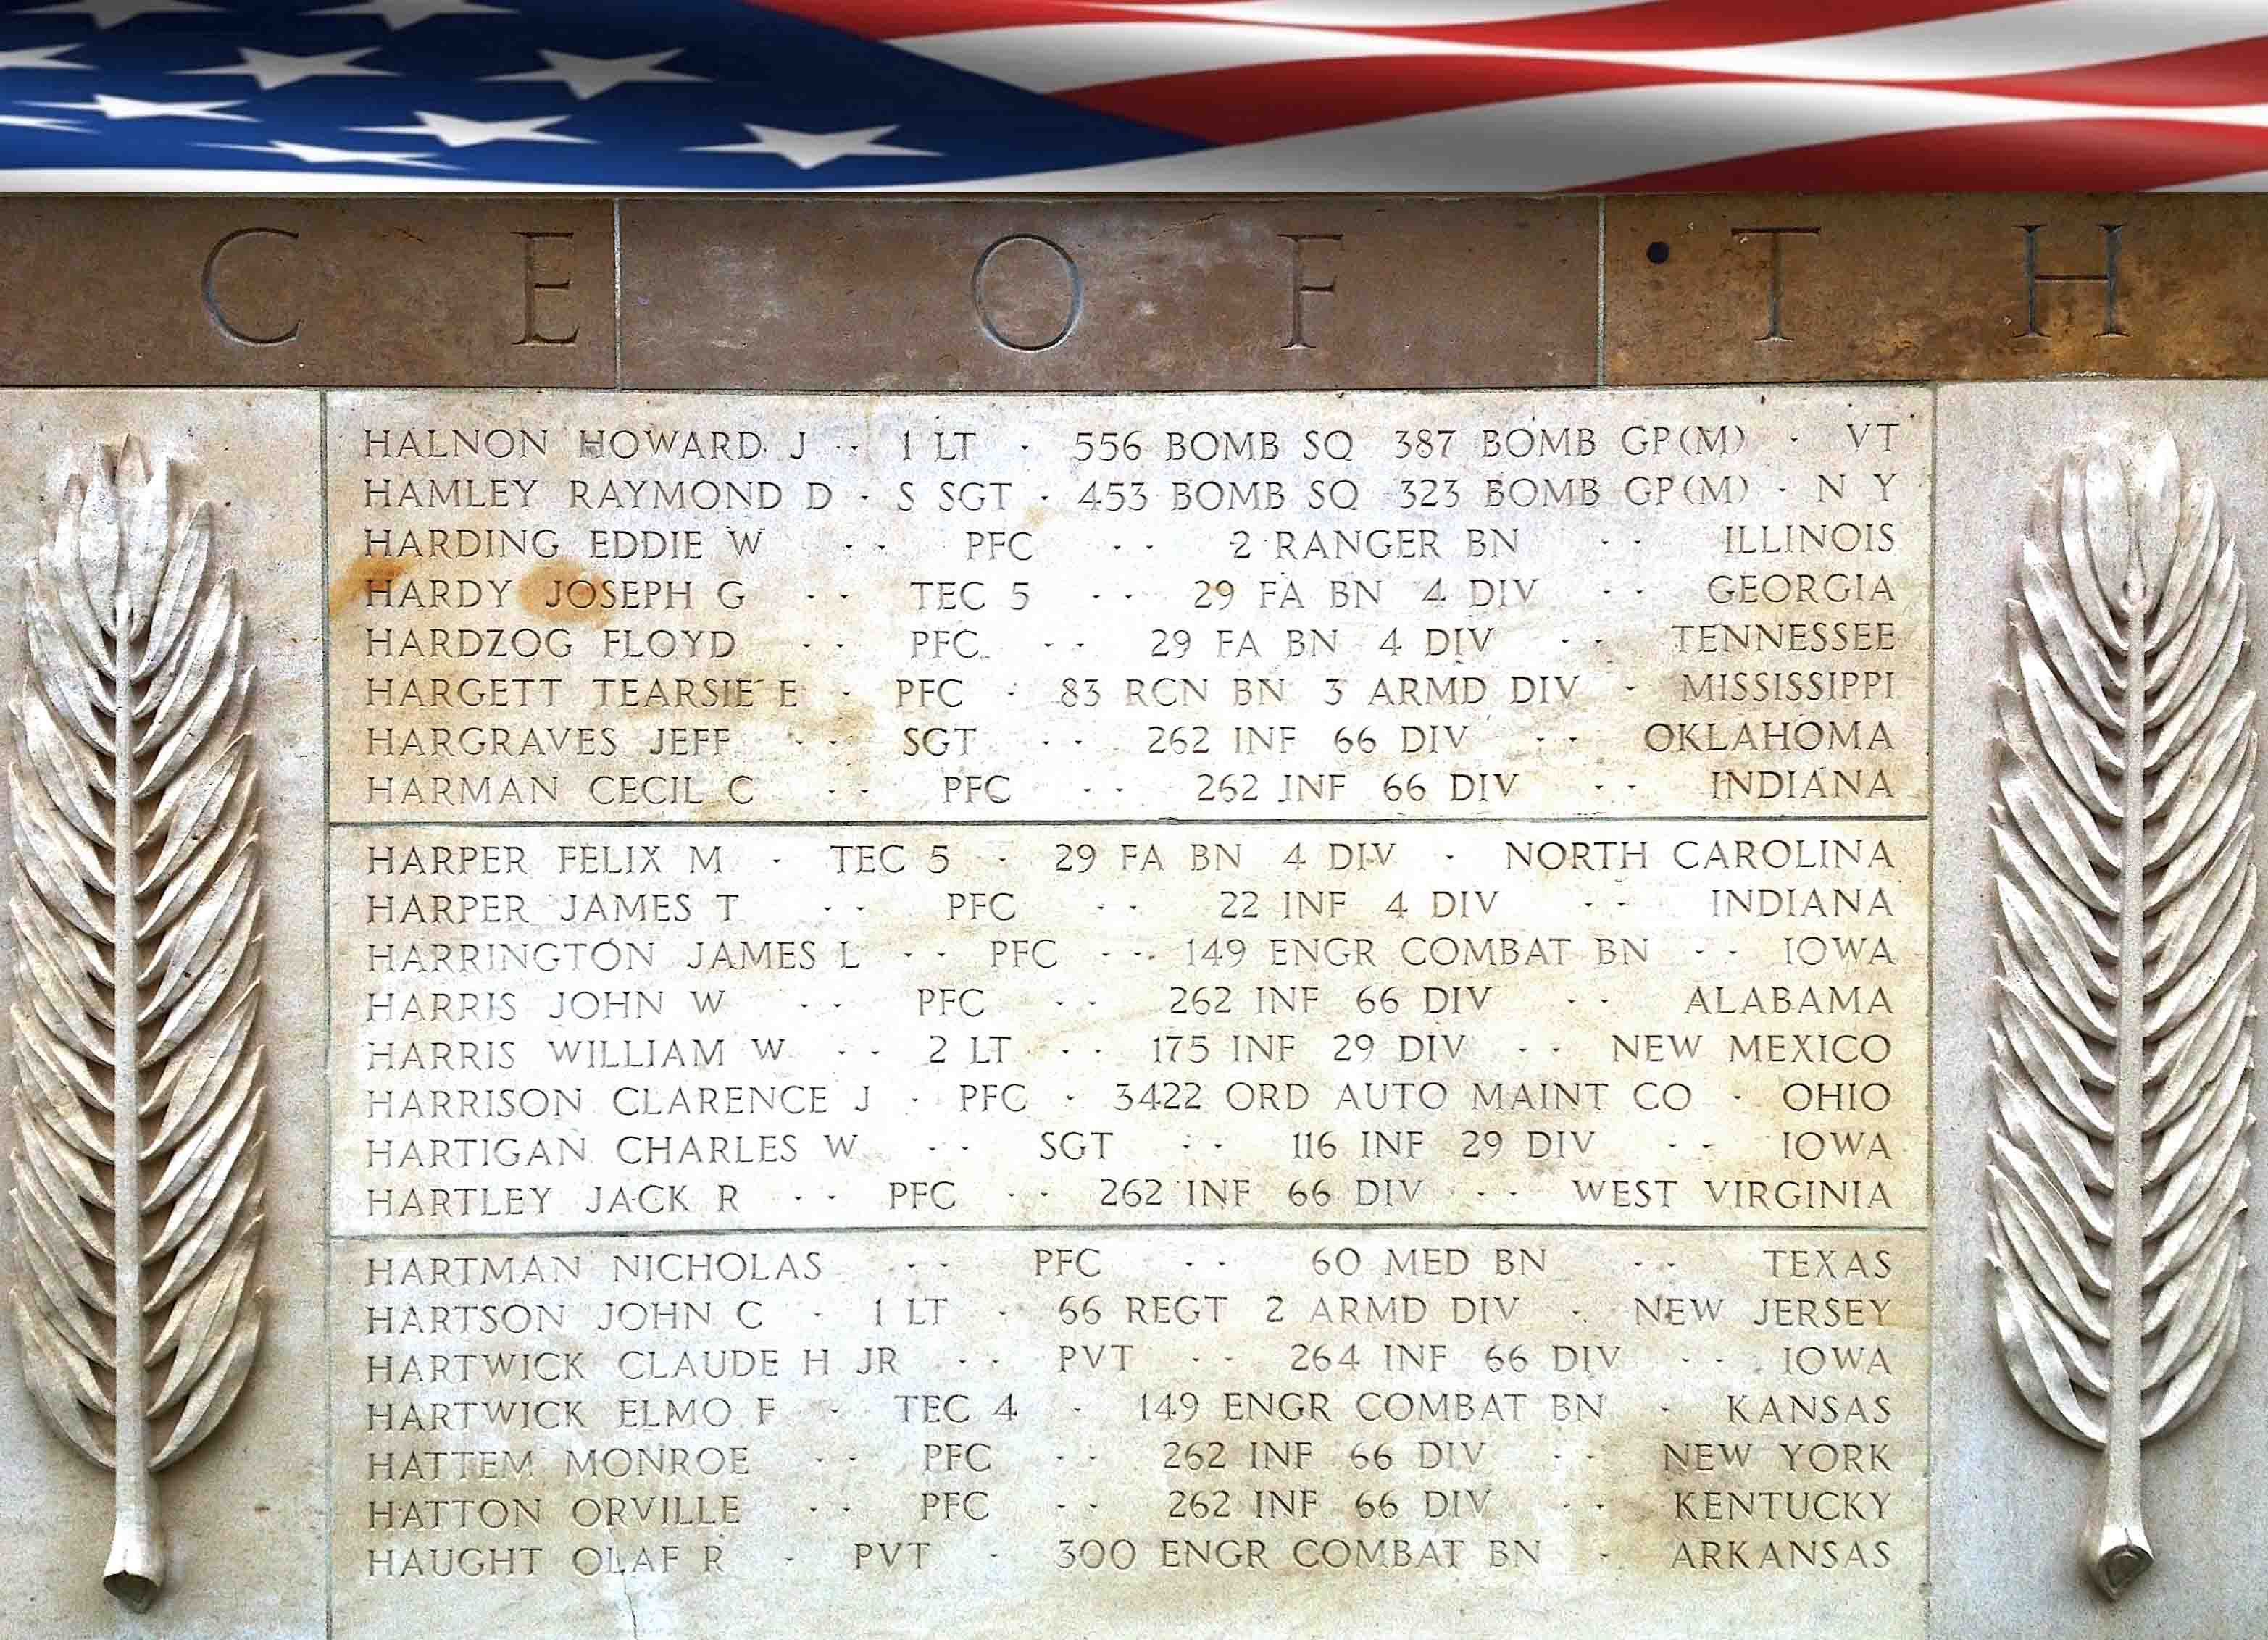 CE OF TH
HALNON HOWARD J · 1 LT · 556 BOMB SQ 387 BOMB GP(M) · VT
HAMLEY RAYMOND D · S SGT · 453 BOMB SQ 323 BOMB GP(M) · N Y
HARDING EDDIE W · · PFC · · 2 RANGER BN · · ILLINOIS
HARDY JOSEPH G · · TEC 5 · · 29 FA BN 4 DIV · · GEORGIA
HARDZOG FLOYD · · PFC · · 29 FA BN 4 DIV · · TENNESSEE
HARGETT TEARSIE E · PFC · 83 RCN BN 3 ARMD DIV · MISSISSIPPI
HARGRAVES JEFF · · SGT · · 262 INF 66 DIV · · OKLAHOMA
HARMAN CECIL C · · PFC · · 262 INF 66 DIV · · INDIANA
HARPER FELIX M · TEC 5 · 29 FA BN 4 DIV · NORTH CAROLINA
HARPER JAMES T · · PFC · · 22 INF 4 DIV · · INDIANA
HARRINGTON JAMES L · · PFC · · 149 ENGR COMBAT BN · · IOWA
HARRIS JOHN W · · PFC · · 262 INF 66 DIV · · ALABAMA
HARRIS WILLIAM W · · 2 LT · · 175 INF 29 DIV · · NEW MEXICO
HARRISON CLARENCE J · PFC · 3422 ORD AUTO MAINT CO · OHIO
HARTIGAN CHARLES W · · SGT · · 116 INF 29 DIV · · IOWA
HARTLEY JACK R · · PFC · · 262 INF 66 DIV · · WEST VIRGINIA
HARTMAN NICHOLAS · · PFC · · 60 MED BN · · TEXAS
HARTSON JOHN C · 1 LT · 66 REGT 2 ARMD DIV · NEW JERSEY
HARTWICK CLAUDE H JR · · PVT · · 264 INF 66 DIV · · IOWA
HARTWICK ELMO F · TEC 4 · 149 ENGR COMBAT BN · KANSAS
HATTEM MONROE · · PFC · · 262 INF 66 DIV · · NEW YORK
HATTON ORVILLE · · PFC · · 262 INF 66 DIV · · KENTUCKY
HAUGHT OLAF R · PVT · 300 ENGR COMBAT BN · ARKANSAS